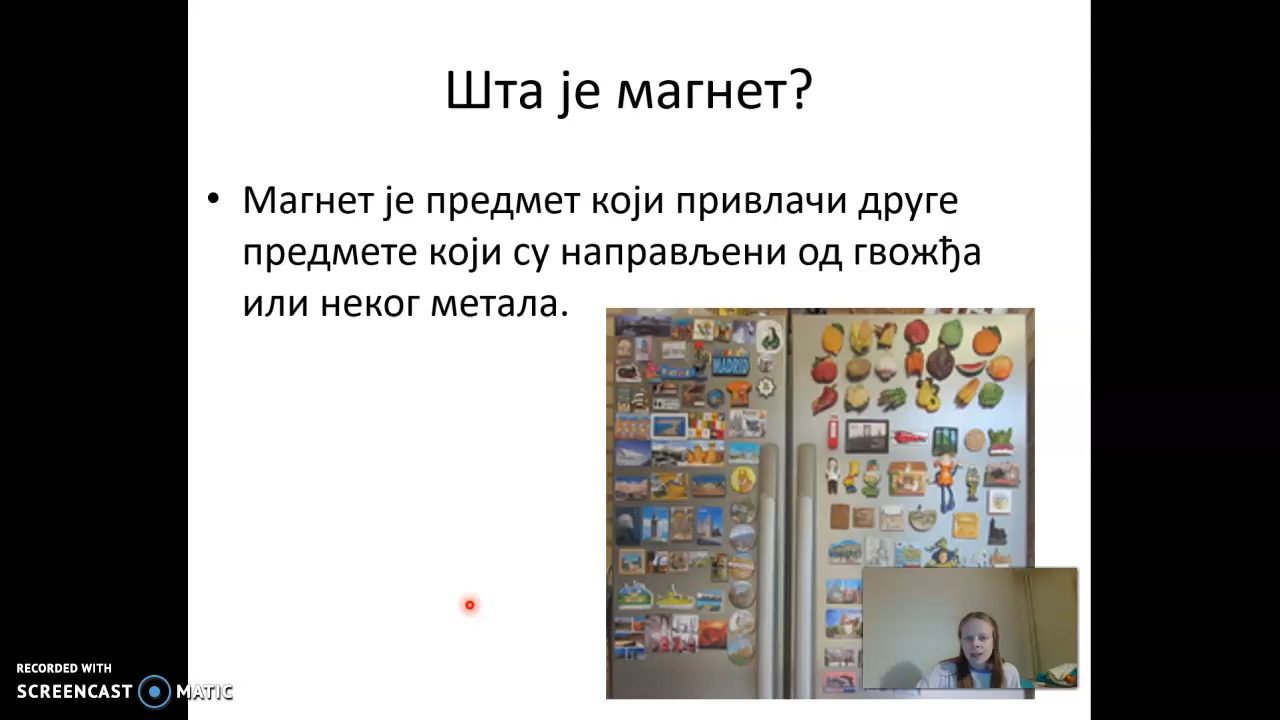 Шта је магнет?
• Магнет је предмет који привлачи друге
предмете који су направљени од гвожђа
или неког метала.
MADRID
RECORDED WITH
SCREENCAST MATIC